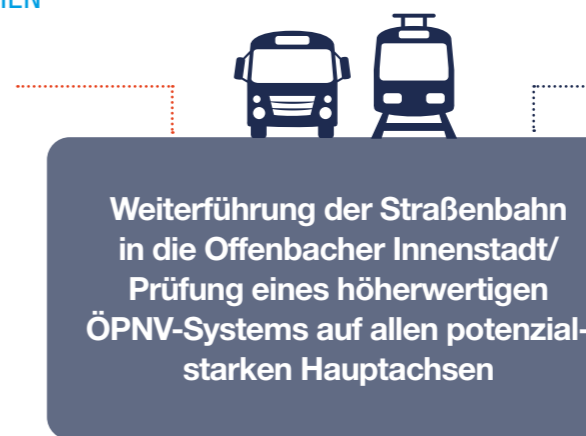 Weiterführung der Straßenbahn
in die Offenbacher Innenstadt/
Prüfung eines höherwertigen
ÖPNV-Systems auf allen potenzial-
starken Hauptachsen